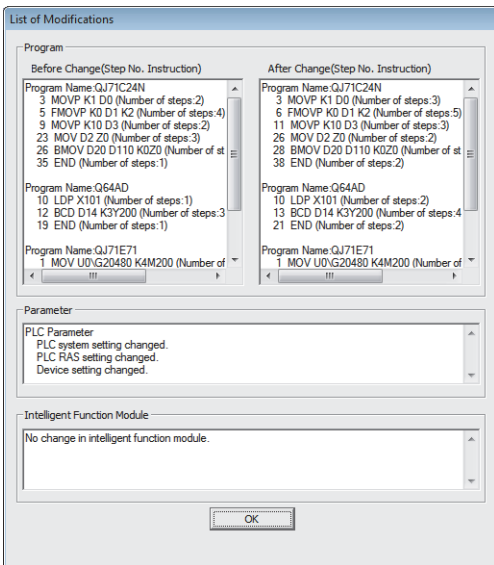 List of Modifications
Program
Before Change(Step No. Instruction)
Program Name:QJ71C24N
3 MOVP K1 D0 (Number of steps:2)
5 FMOVP K0 D1 K2 (Number of steps:4)
9 MOVP K10 D3 (Number of steps:2)
23 MOV D2 Z0 (Number of steps:3)
26 BMOV D20 D110 K0Z0 (Number of st
35 END (Number of steps:1)
Program Name:Q64AD
10 LDP X101 (Number of steps:1)
12 BCD D14 K3Y200 (Number of steps:3
19 END (Number of steps:1)
Program Name:QJ71E71
1 MOV U0\G20480 K4M200 (Number of
After Change(Step No. Instruction)
Program Name:QJ71C24N
3 MOVP K1 D0 (Number of steps:3)
6 FMOVP K0 D1 K2 (Number of steps:5)
11 MOVP K10 D3 (Number of steps:3)
26 MOV D2 Z0 (Number of steps:2)
28 BMOV D20 D110 K0Z0 (Number of st
38 END (Number of steps:2)
Program Name:Q64AD
10 LDP X101 (Number of steps:2)
13 BCD D14 K3Y200 (Number of steps:4
21 END (Number of steps:2)
Program Name:QJ71E71
1 MOV U0\G20480 K4M200 (Number of
Parameter
PLC Parameter
PLC system setting changed.
PLC RAS setting changed.
Device setting changed.
Intelligent Function Module
No change in intelligent function module.
OK